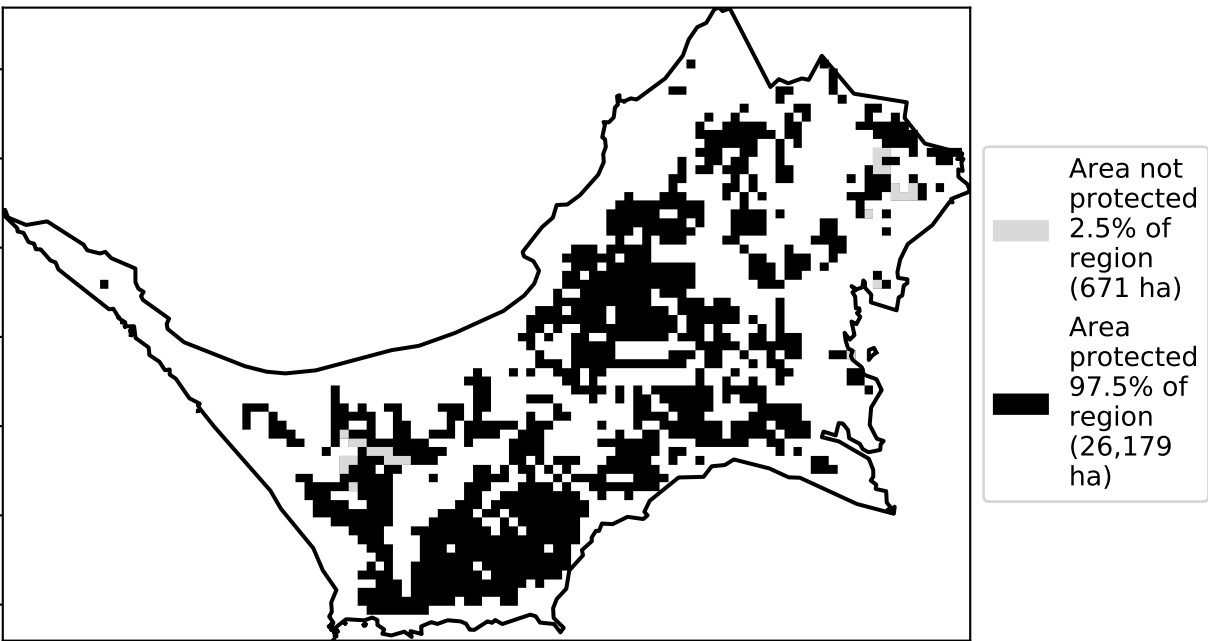 Area not
protected
2.5% of
region
(671 ha)
Area
protected
97.5% of
region
(26,179
ha)